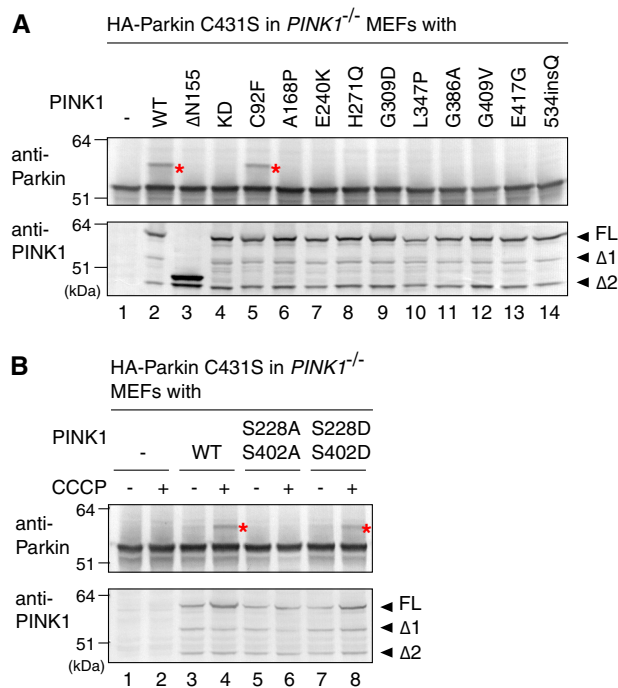 A
HA-Parkin C431S in PINK1-/- MEFs with
PINK1
- WT ΔN155 KD C92F A168P E240K H271Q G309D L347P G386A G409V E417G 534insQ
anti-
Parkin
64
*
*
51
anti-
PINK1
64
51
(kDa)
◄ FL
◄ Δ1
◄ Δ2
1 2 3 4 5 6 7 8 9 10 11 12 13 14
B
HA-Parkin C431S in PINK1-/-
MEFs with
PINK1
- WT S228A S402A S228D S402D
CCCP - + - + - + - +
anti-
Parkin
64
*
*
51
anti-
PINK1
64
51
(kDa)
◄ FL
◄ Δ1
◄ Δ2
1 2 3 4 5 6 7 8